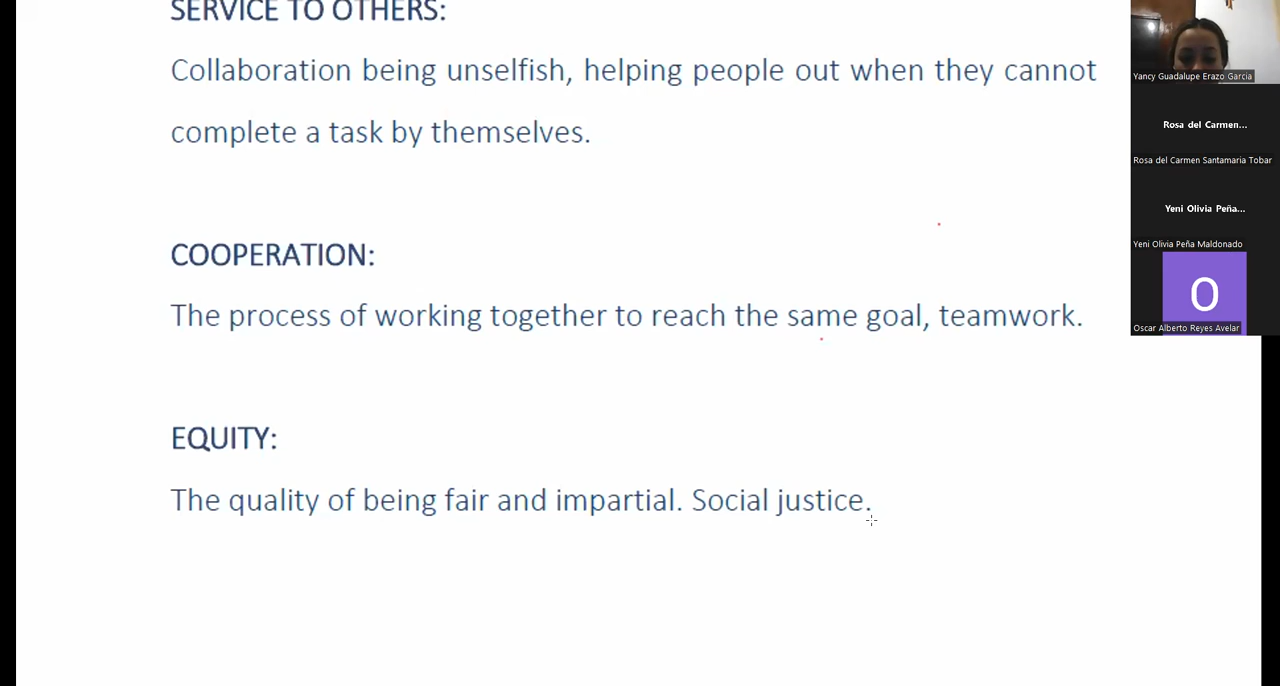 SERVICE TO OTHERS:
Collaboration being unselfish, helping people out when they cannot
complete a task by themselves.
COOPERATION:
The process of working together to reach the same goal, teamwork.
EQUITY:
The quality of being fair and impartial. Social justice.
Yancy Guadalupe Erazo Garcia
Rosa del Carmen...
Rosa del Carmen Santamaria Tobar
Yeni Olivia Peña...
Yeni Olivia Peña Maldonado
O
Oscar Alberto Reyes Avelar